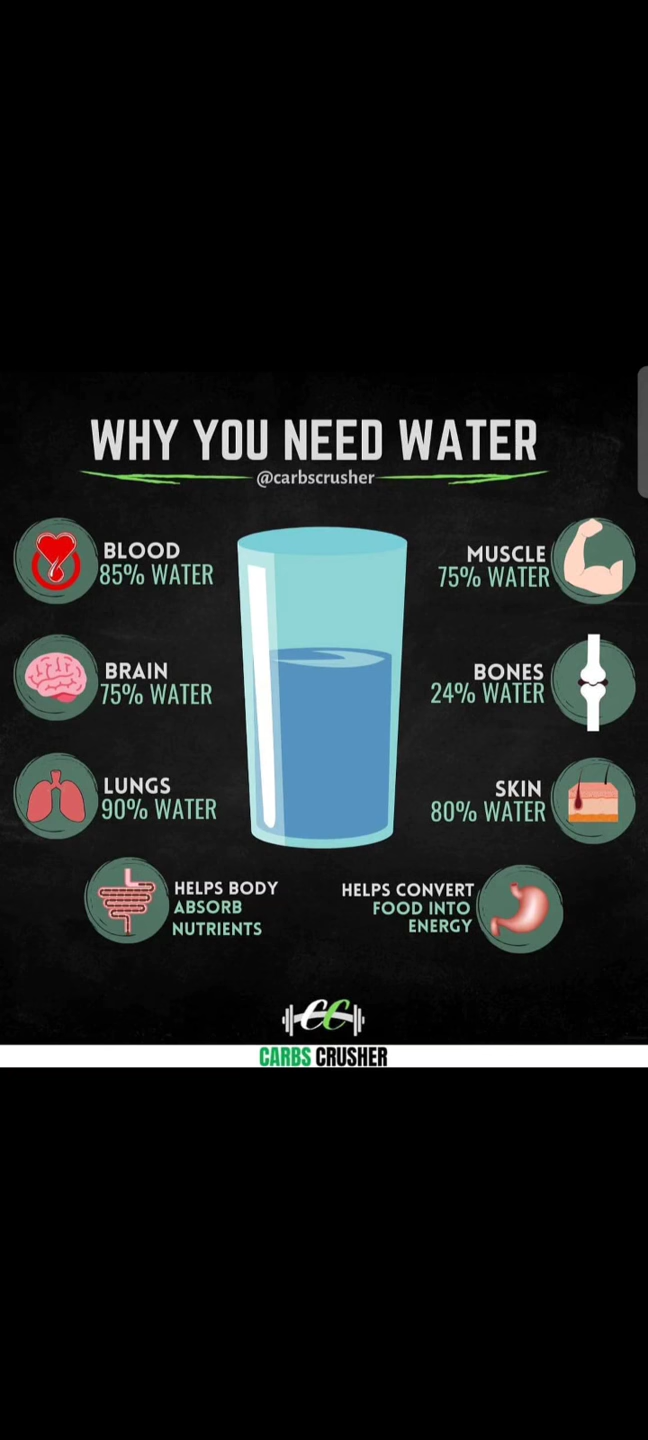 WHY YOU NEED WATER
@carbscrusher
BLOOD
85% WATER
BRAIN
75% WATER
LUNGS
90% WATER
MUSCLE
75% WATER
BONES
24% WATER
SKIN
80% WATER
HELPS BODY
ABSORB
NUTRIENTS
HELPS CONVERT
FOOD INTO
ENERGY
CC
CARBS CRUSHER